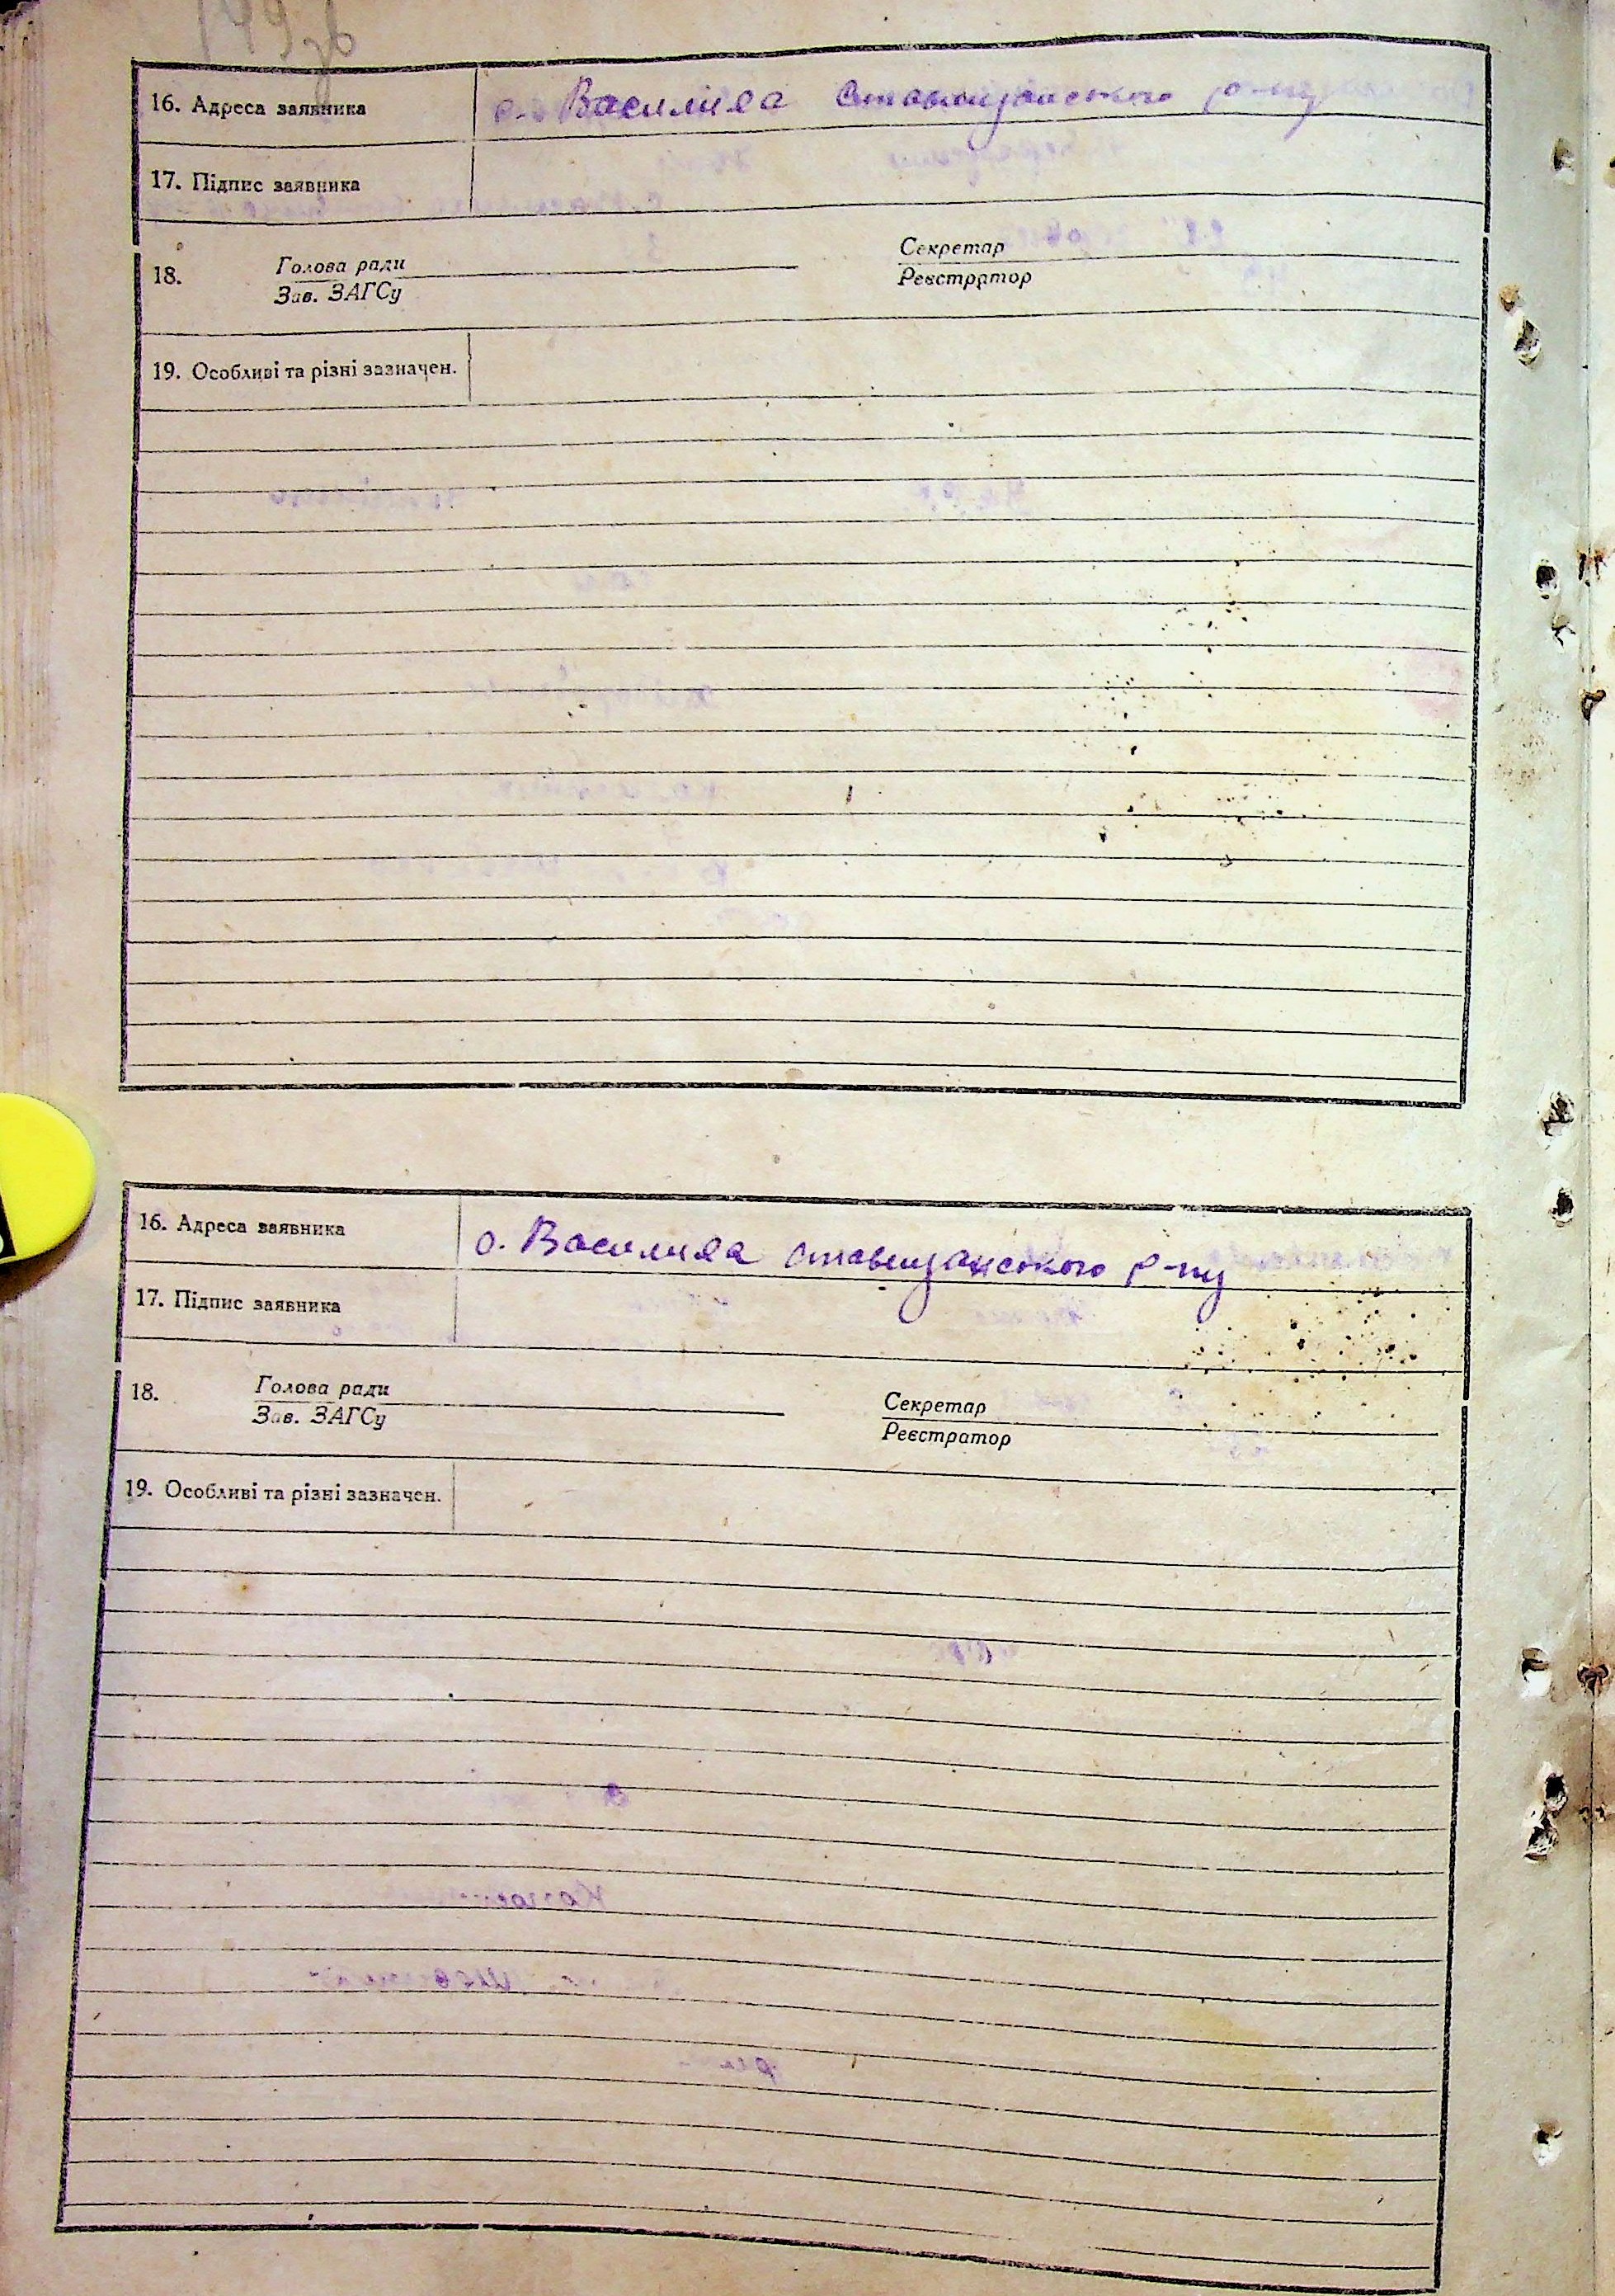 149 зв
16. Адреса заявника с. Василиха Ставищанського р-ну
17. Підпис заявника
18. Голова ради Секретар
Зав. ЗАГСу Реєстратор
19. Особливі та різні зазначен.
16. Адреса заявника с. Василиха Ставищанського р-ну
17. Підпис заявника
18. Голова ради Секретар
Зав. ЗАГСу Реєстратор
19. Особливі та різні зазначен.